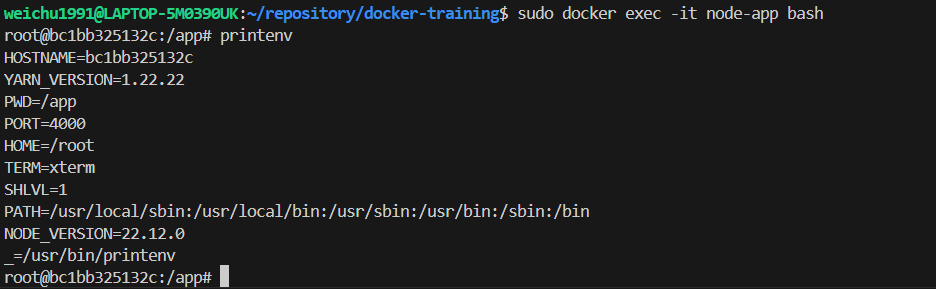 weichu1991@LAPTOP-5M0390UK:~/repository/docker-training$ sudo docker exec -it node-app bash
root@bc1bb325132c:/app# printenv
HOSTNAME=bc1bb325132c
YARN_VERSION=1.22.22
PWD=/app
PORT=4000
HOME=/root
TERM=xterm
SHLVL=1
PATH=/usr/local/sbin:/usr/local/bin:/usr/sbin:/usr/bin:/sbin:/bin
NODE_VERSION=22.12.0
_=/usr/bin/printenv
root@bc1bb325132c:/app#